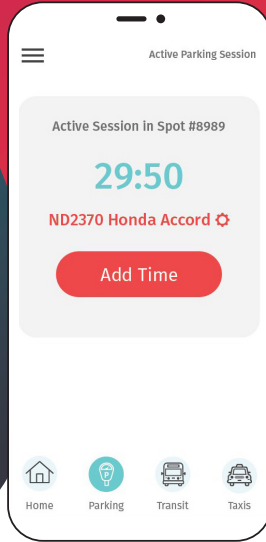 Active Parking Session
Active Session in Spot #8989
29:50
ND2370 Honda Accord
Add Time
P
Home Parking Transit Taxis